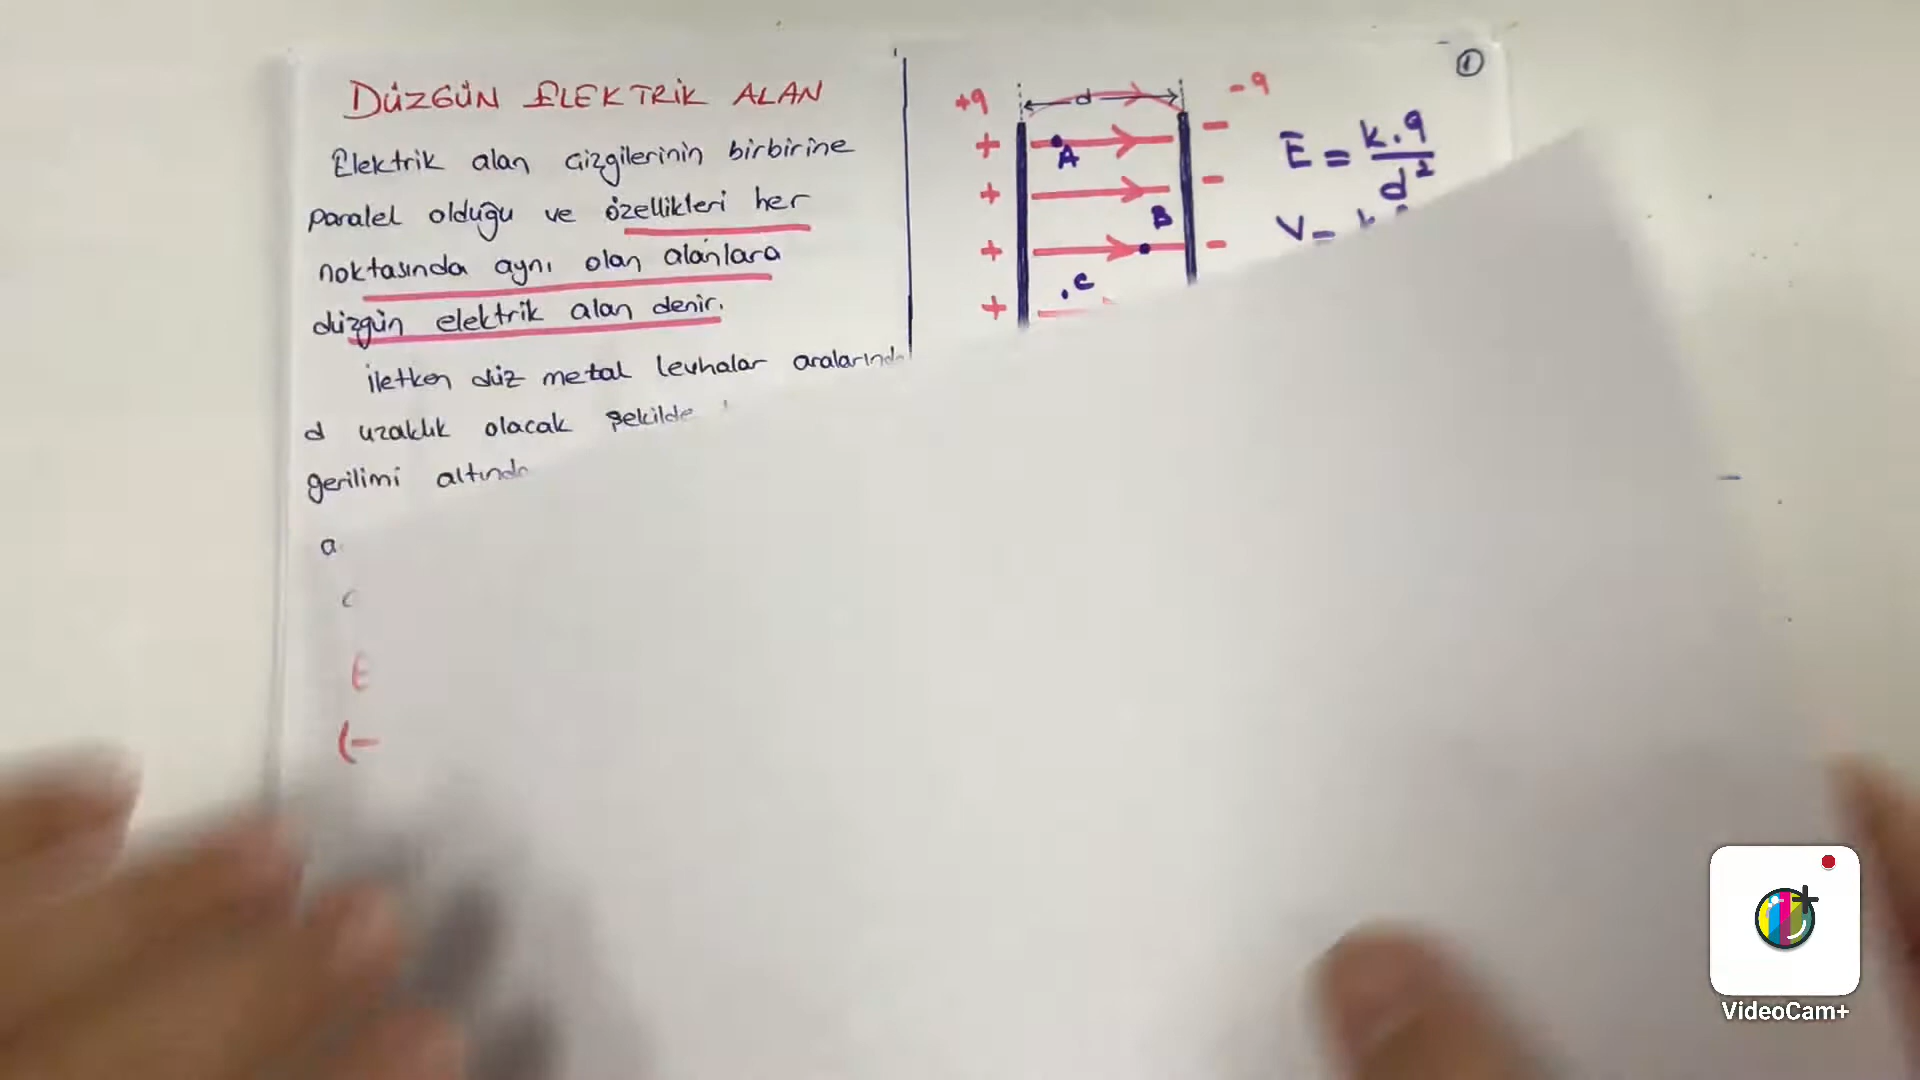 DÜZGÜN ELEKTRİK ALAN
Elektrik alan çizgilerinin birbirine
paralel olduğu ve özellikleri her
noktasında aynı olan alanlara
düzgün elektrik alan denir.
iletken düz metal levhalar aralarında
d uzaklık olacak şekilde
gerilimi altında
a
E
(-
1
+q
d
-q
+
A
-
+
-
B
+
-
.C
+
E = k.q / d²
V =
VideoCam+